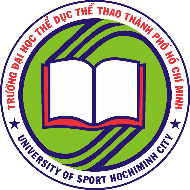 TRƯỜNG ĐẠI HỌC THỂ DỤC THỂ THAO THÀNH PHỐ HỒ CHÍ MINH
UNIVERSITY OF SPORT HOCHIMINH CITY